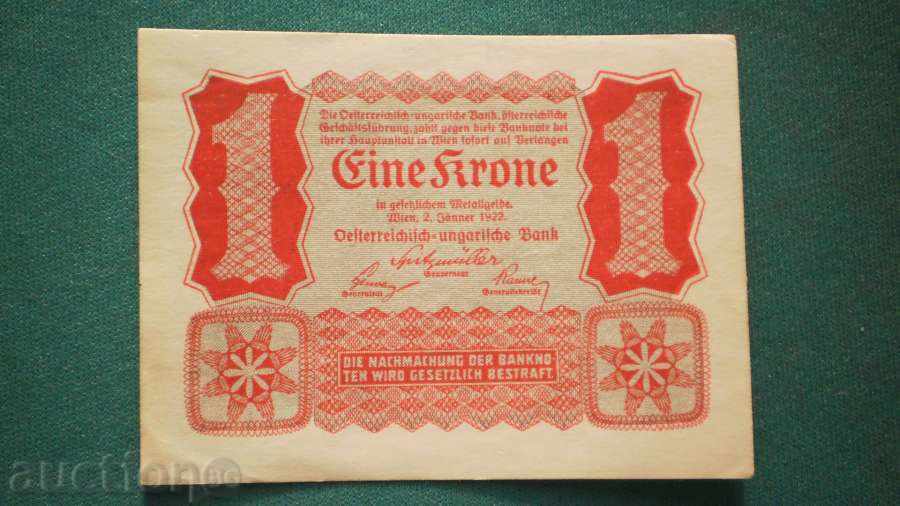 1
1
Die Oesterreichisch-ungarische Bank, österreichische
Geschäftsführung, zahlt gegen diese Banknote bei
ihrer Hauptanstalt in Wien sofort auf Verlangen
Eine Krone
in gesetzlichem Metallgelde.
Wien, 2. Jänner 1922.
Oesterreichisch-ungarische Bank
Spitzmüller
Gouverneur
Generalrat
Generalsekretär
DIE NACHMACHUNG DER BANKNO-
TEN WIRD GESETZLICH BESTRAFT.
auction.BG